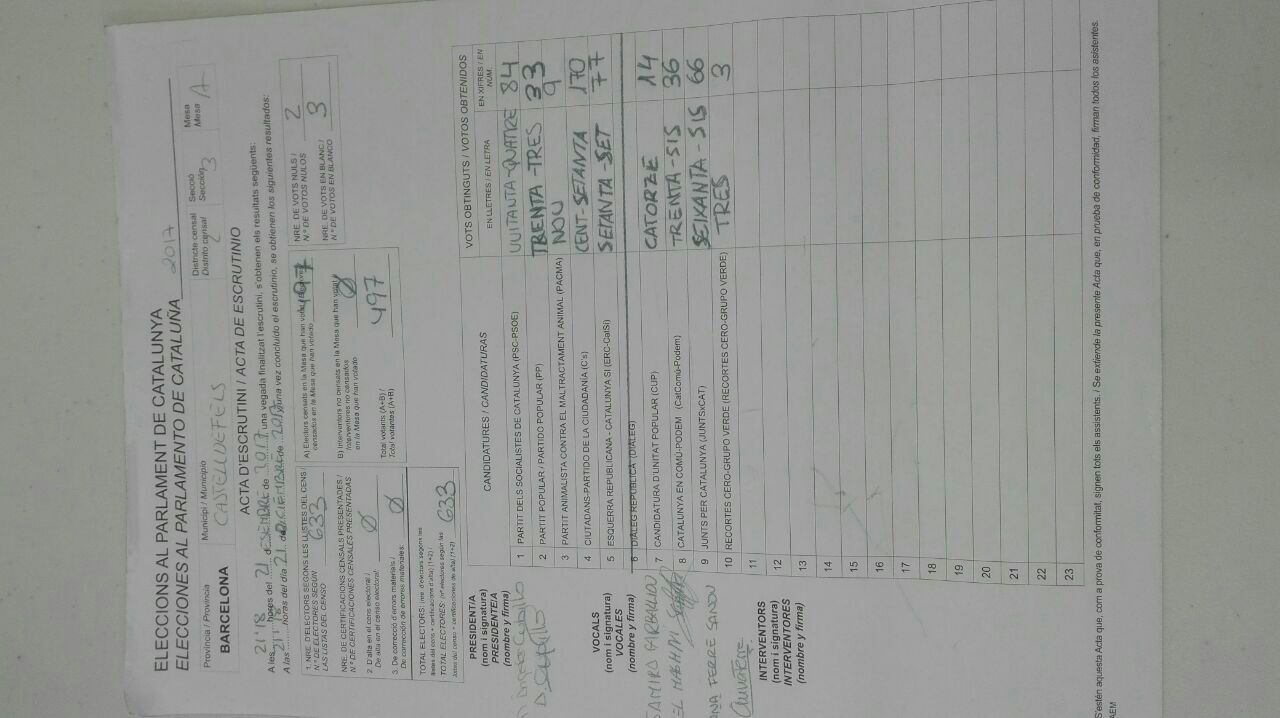 ELECCIONS AL PARLAMENT DE CATALUNYA
ELECCIONES AL PARLAMENTO DE CATALUÑA 2017
Província / Provincia
BARCELONA
Municipi / Municipio
CASTELLDEFELS
Districte censal
Distrito censal
2
Secció
Sección
3
Mesa
Mesa
A
ACTA D'ESCRUTINI / ACTA DE ESCRUTINIO
A les 21'18 hores del 21 de DESEMBRE de 2017, una vegada finalitzat l'escrutini, s'obtenen els resultats següents:
A las 21'18 horas del día 21 de DICIEMBRE de 2017, una vez concluido el escrutinio, se obtienen los siguientes resultados:
1. NRE. D'ELECTORS SEGONS LES LLISTES DEL CENS /
N.º DE ELECTORES SEGÚN
LAS LISTAS DEL CENSO 633
NRE. DE CERTIFICACIONS CENSALS PRESENTADES /
N.º DE CERTIFICACIONES CENSALES PRESENTADAS
2. D'alta en el cens electoral /
De alta en el censo electoral: Ø
3. De correcció d'errors materials /
De corrección de errores materiales: Ø
TOTAL ELECTORS: (nre. d'electors segons les
llistes del cens + certificacions d'alta) (1+2) /
TOTAL ELECTORES: (nº electores según las
listas del censo + certificaciones de alta) (1+2) 633
A) Electors censats en la Mesa que han votat / Electores
censados en la Mesa que han votado 497
B) Interventors no censats en la Mesa que han votat /
Interventores no censados
en la Mesa que han votado Ø
Total votants (A+B) /
Total votantes (A+B) 497
NRE. DE VOTS NULS /
N.º DE VOTOS NULOS 2
NRE. DE VOTS EN BLANC /
N.º DE VOTOS EN BLANCO 3
PRESIDÈNCIA
(nom i signatura)
PRESIDENTE/A
(nombre y firma)
VOCALS
(nom i signatura)
VOCALES
(nombre y firma)
INTERVENTORS
(nom i signatura)
INTERVENTORES
(nombre y firma)
CANDIDATURES / CANDIDATURAS
VOTS OBTINGUTS / VOTOS OBTENIDOS
EN LLETRES / EN LETRA
EN XIFRES / EN NÚM.
1 PARTIT DELS SOCIALISTES DE CATALUNYA (PSC-PSOE) VUITANTA-QUATRE 84
2 PARTIT POPULAR / PARTIDO POPULAR (PP) TRENTA-TRES 33
3 PARTIT ANIMALISTA CONTRA EL MALTRACTAMENT ANIMAL (PACMA) NOU 9
4 CIUTADANS-PARTIDO DE LA CIUDADANÍA (C's) CENT-SETANTA 170
5 ESQUERRA REPUBLICANA - CATALUNYA SÍ (ERC-CatSí) SETANTA-SET 77
6 DIÀLEG REPUBLICÀ (DIÀLEG)
7 CANDIDATURA D'UNITAT POPULAR (CUP) CATORZE 14
8 CATALUNYA EN COMÚ-PODEM (CatComú-Podem) TRENTA-SIS 36
9 JUNTS PER CATALUNYA (JUNTSxCAT) SEIXANTA-SIS 66
10 RECORTES CERO-GRUPO VERDE (RECORTES CERO-GRUPO VERDE) TRES 3
11
12
13
14
15
16
17
18
19
20
21
22
23
S'estén aquesta Acta que, com a prova de conformitat, signen tots els assistents. / Se extiende la presente Acta que, en prueba de conformidad, firman todos los asistentes.